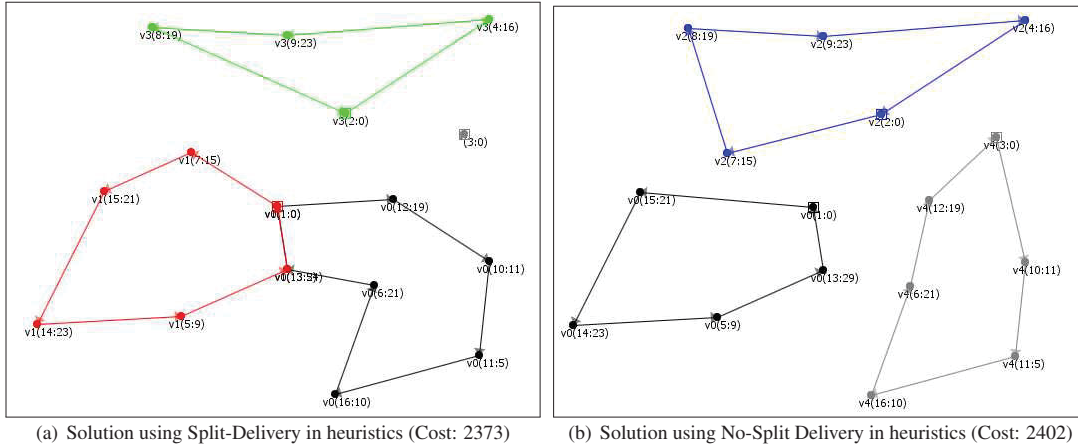 v3(8:19)
v3(9:23)
v3(4:16)
v3(2:0)
(3:0)
v1(7:15)
v1(15:21)
v0(12:19)
v0(10:11)
v0(6:21)
v1(14:23)
v1(5:9)
v0(11:5)
v0(16:10)
(a) Solution using Split-Delivery in heuristics (Cost: 2373)
v2(8:19)
v2(9:23)
v2(4:16)
v2(2:0)
v4(3:0)
v2(7:15)
v0(15:21)
v0(1:0)
v4(12:19)
v4(10:11)
v0(13:29)
v4(6:21)
v0(14:23)
v0(5:9)
v4(11:5)
v4(16:10)
(b) Solution using No-Split Delivery in heuristics (Cost: 2402)